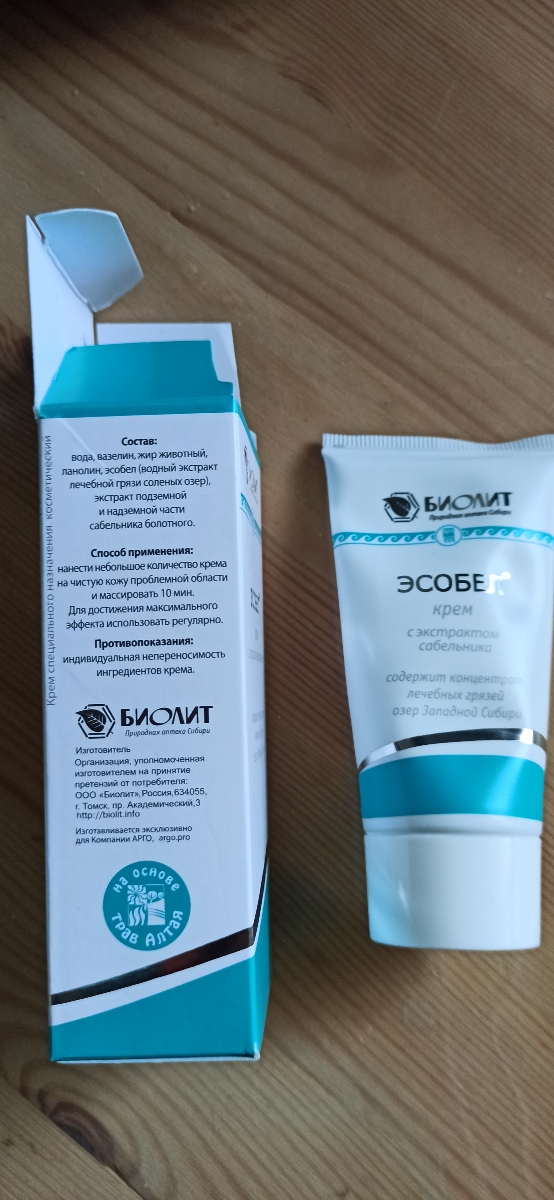 Крем специального назначения косметический
Состав:
вода, вазелин, жир животный,
ланолин, эсобел (водный экстракт
лечебной грязи соленых озер),
экстракт подземной
и надземной части
сабельника болотного.
Способ применения:
нанести небольшое количество крема
на чистую кожу проблемной области
и массировать 10 мин.
Для достижения максимального
эффекта использовать регулярно.
Противопоказания:
индивидуальная непереносимость
ингредиентов крема.
БИОЛИТ
Природная аптека Сибири
Изготовитель
Организация, уполномоченная
изготовителем на принятие
претензий от потребителя:
ООО «Биолит», Россия, 634055,
г. Томск, пр. Академический,3
http://biolit.info
Изготавливается эксклюзивно
для Компании АРГО, argo.pro
на основе
трав Алтая
БИОЛИТ
Природная аптека Сибири
ЭСОБЕЛ
крем
с экстрактом
сабельника
содержит концентрат
лечебных грязей
озер Западной Сибири